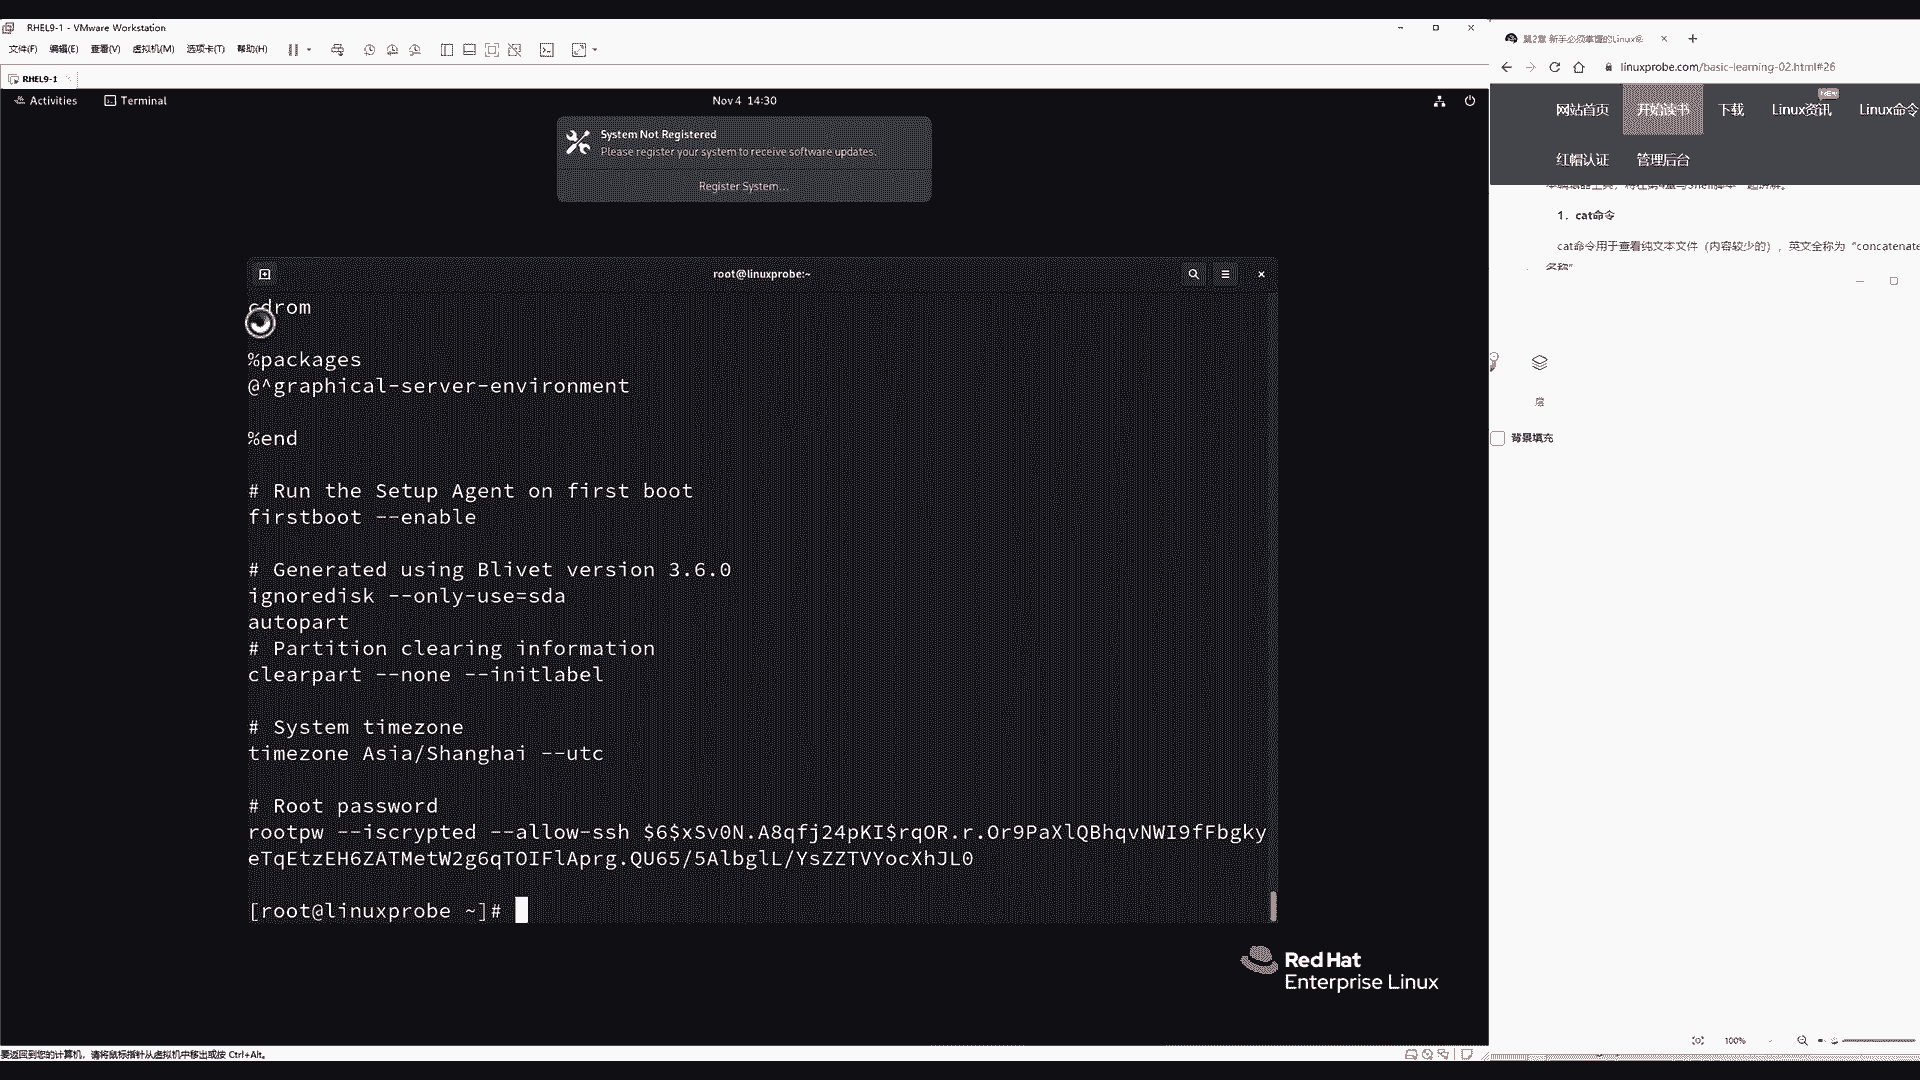 RHEL9-1 - VMware Workstation
文件(F) 编辑(E) 查看(V) 虚拟机(M) 选项卡(T) 帮助(H)
RHEL9-1
Activities Terminal Nov 4 14:30
System Not Registered
Please register your system to receive software updates.
Register System...
root@linuxprobe:~
cdrom
%packages
@^graphical-server-environment
%end
# Run the Setup Agent on first boot
firstboot --enable
# Generated using Blivet version 3.6.0
ignoredisk --only-use=sda
autopart
# Partition clearing information
clearpart --none --initlabel
# System timezone
timezone Asia/Shanghai --utc
# Root password
rootpw --iscrypted --allow-ssh $6$xSv0N.A8qfj24pKI$rqOR.r.Or9PaXlQBhqvNWI9fFbgky
eTqEtzEH6ZATMetW2g6qTOIFlAprg.QU65/5AlbglL/YsZZTVYocXhJL0
[root@linuxprobe ~]#
Red Hat
Enterprise Linux
要返回到您的计算机，请将鼠标指针从虚拟机中移出或按 Ctrl+Alt。
第2章 新手必须掌握的Linux命
linuxprobe.com/basic-learning-02.html#26
网站首页 开始读书 下载 Linux资讯 NEW Linux命令
红帽认证 管理后台
1．cat命令
cat命令用于查看纯文本文件（内容较少的），英文全称为“concatenate
名称”
层
背景填充
100%